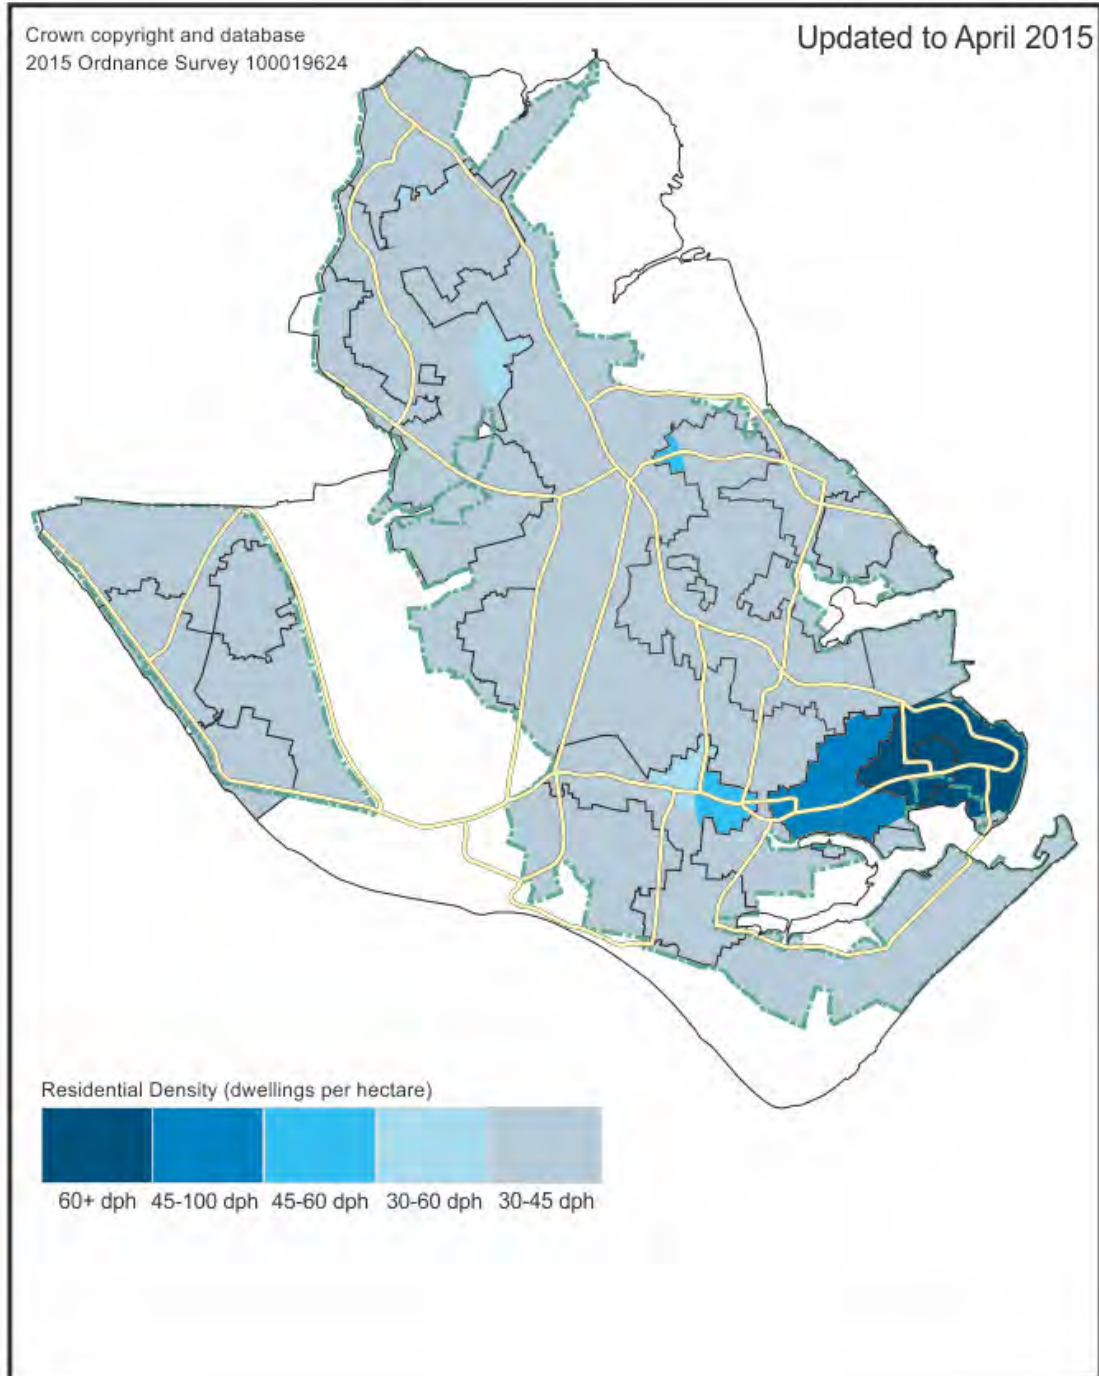 Crown copyright and database
2015 Ordnance Survey 100019624
Updated to April 2015
Residential Density (dwellings per hectare)
60+ dph 45-100 dph 45-60 dph 30-60 dph 30-45 dph